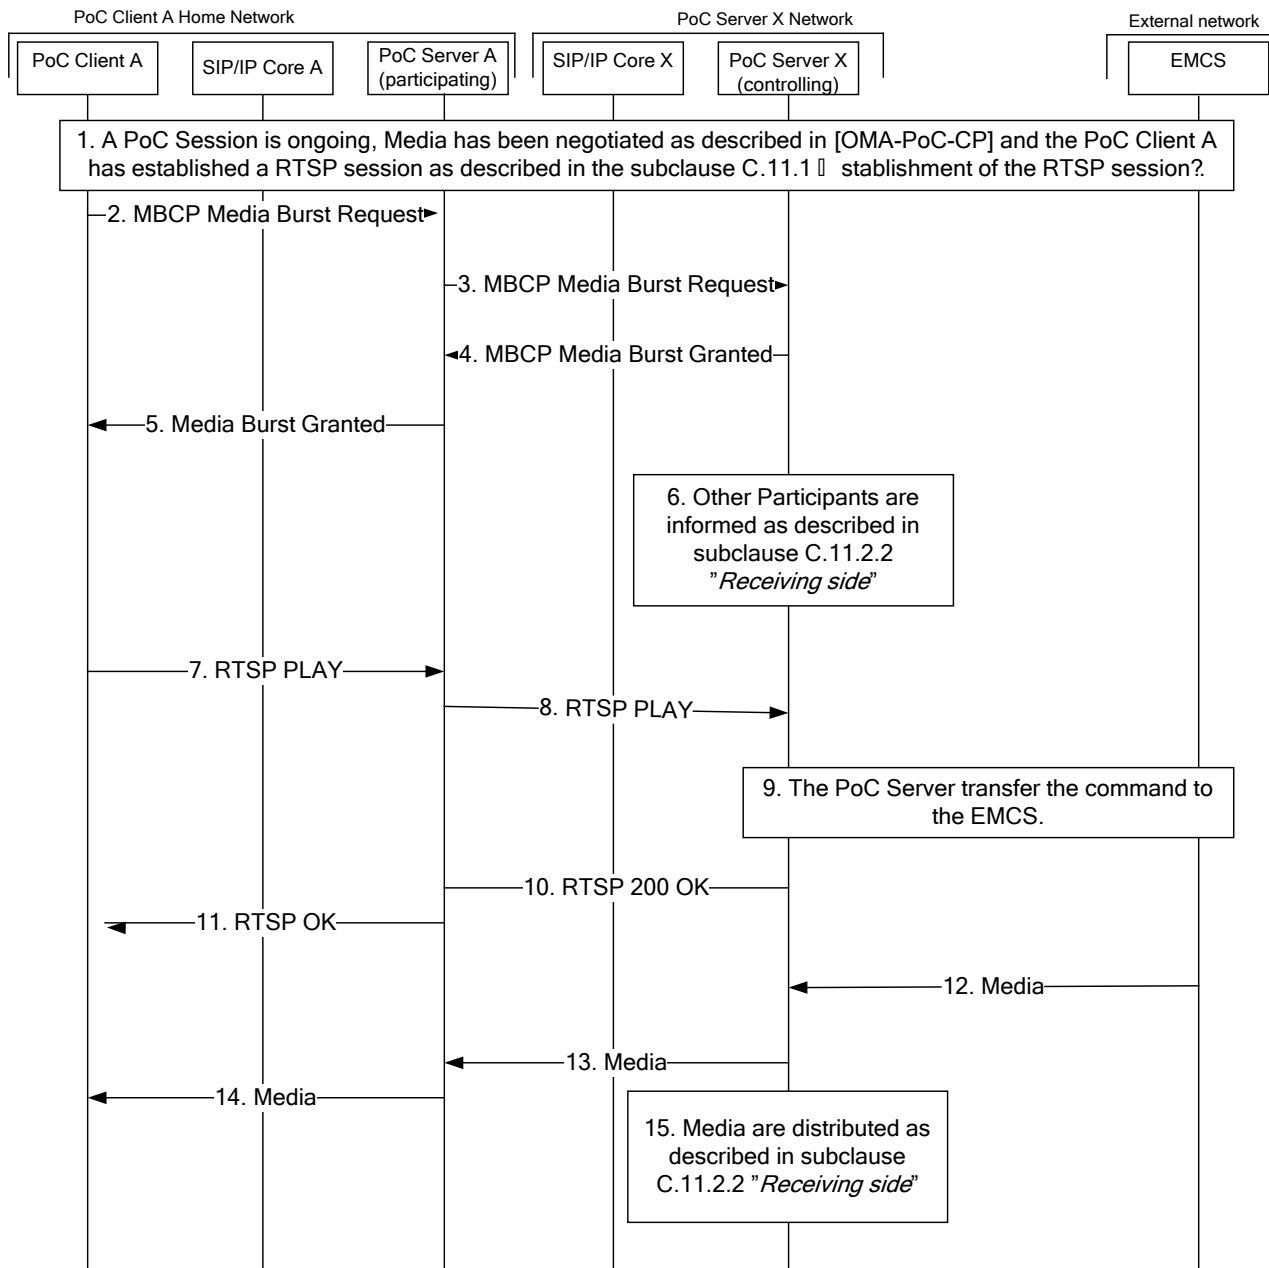 PoC Client A Home Network
PoC Server X Network
External network
PoC Client A
SIP/IP Core A
PoC Server A
(participating)
SIP/IP Core X
PoC Server X
(controlling)
EMCS
1. A PoC Session is ongoing, Media has been negotiated as described in [OMA-PoC-CP] and the PoC Client A
has established a RTSP session as described in the subclause C.11.1 stablishment of the RTSP session?.
2. MBCP Media Burst Request
3. MBCP Media Burst Request
4. MBCP Media Burst Granted
5. Media Burst Granted
6. Other Participants are
informed as described in
subclause C.11.2.2
”Receiving side”
7. RTSP PLAY
8. RTSP PLAY
9. The PoC Server transfer the command to
the EMCS.
10. RTSP 200 OK
11. RTSP OK
12. Media
13. Media
14. Media
15. Media are distributed as
described in subclause
C.11.2.2 ”Receiving side”